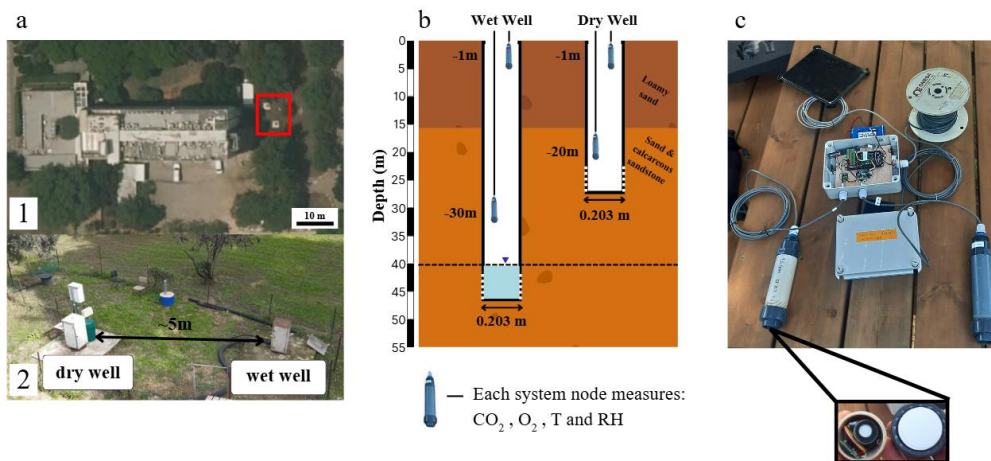 a
1
10 m
2
~5m
dry well
wet well
b
Wet Well
Dry Well
Depth (m)
0
5
10
15
20
25
30
35
40
45
50
55
-1m
-1m
-20m
-30m
0.203 m
0.203 m
Loamy
sand
Sand &
calcareous
sandstone
Each system node measures:
CO₂ , O₂ , T and RH
c